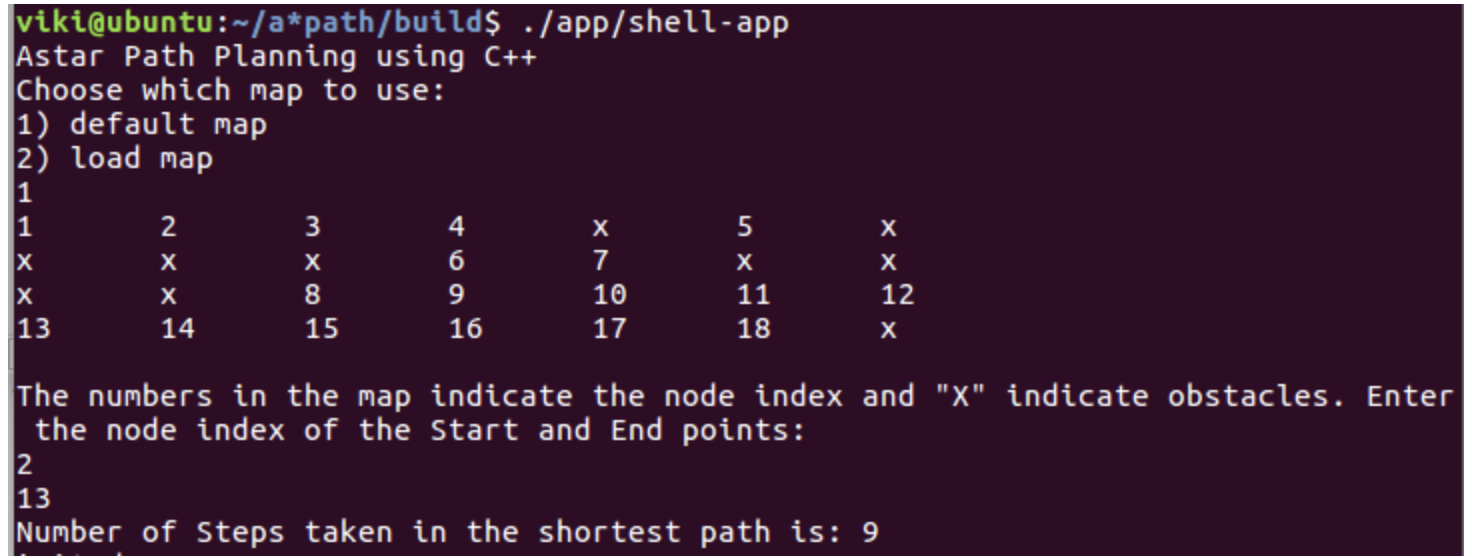 viki@ubuntu:~/a*path/build$ ./app/shell-app
Astar Path Planning using C++
Choose which map to use:
1) default map
2) load map
1
1 2 3 4 x 5 x
x x x 6 7 x x
x x 8 9 10 11 12
13 14 15 16 17 18 x
The numbers in the map indicate the node index and "X" indicate obstacles. Enter
the node index of the Start and End points:
2
13
Number of Steps taken in the shortest path is: 9